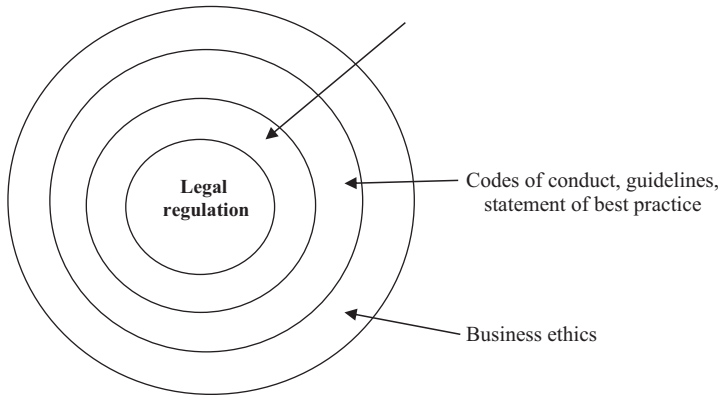 Legal
regulation
Codes of conduct, guidelines,
statement of best practice
Business ethics